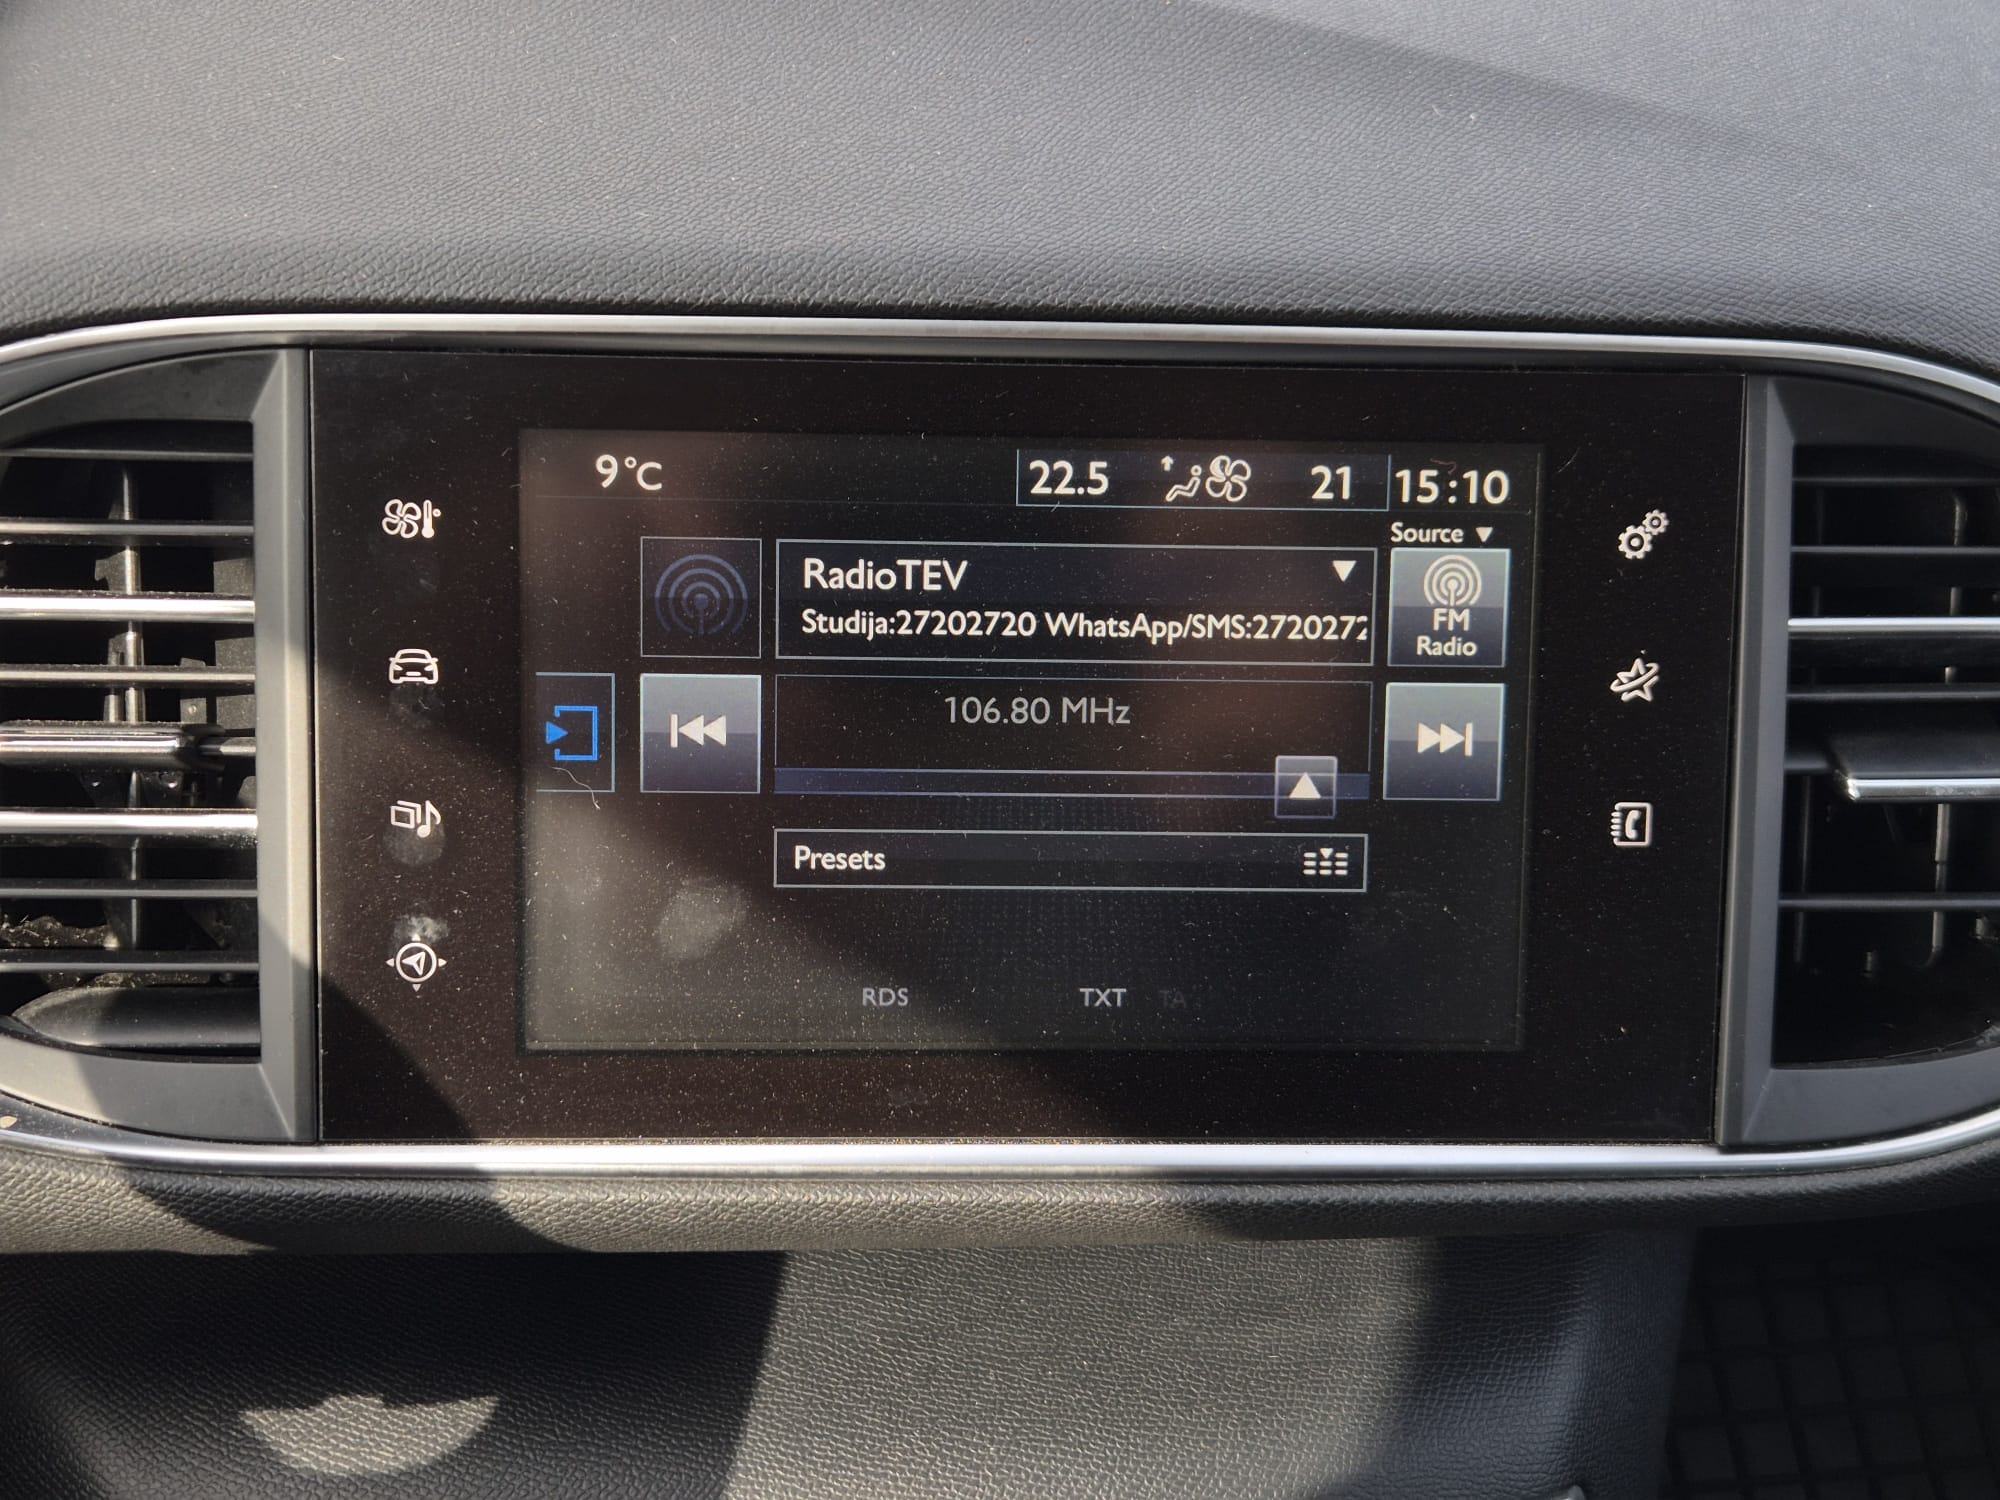 9°C 22.5 21 15:10
Source
RadioTEV
Studija:27202720 WhatsApp/SMS:2720272
FM
Radio
106.80 MHz
Presets
RDS TXT TA